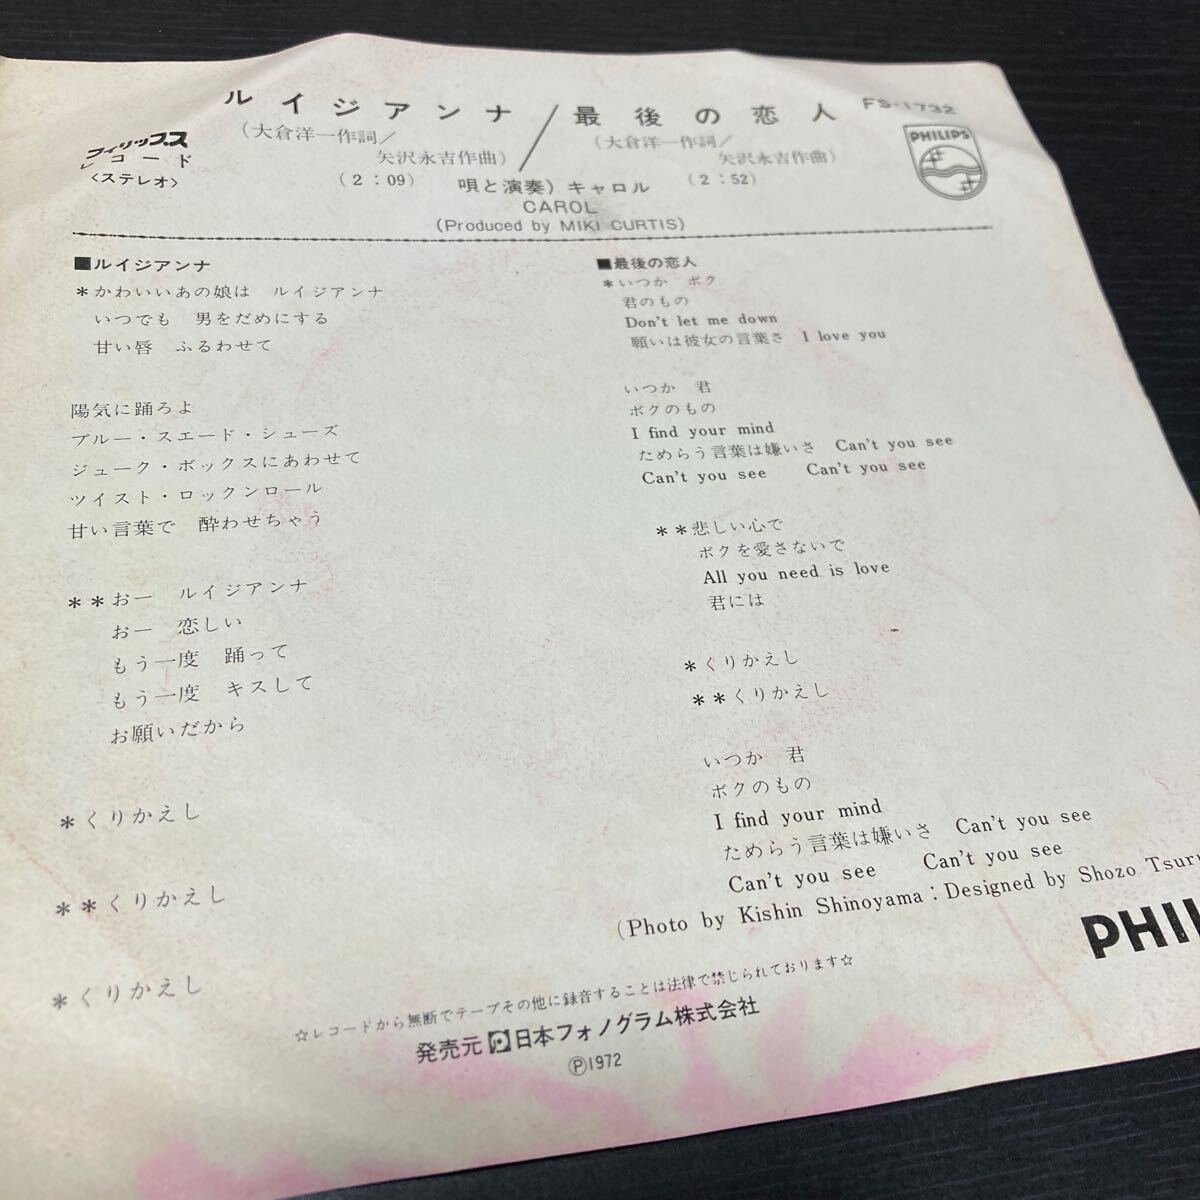 ルイジアンナ/最後の恋人
FS-1732
フィリップス
レコード
<ステレオ>
(大倉洋一作詞/
矢沢永吉作曲)
(2:09)
(大倉洋一作詞/
矢沢永吉作曲)
(2:52)
PHILIPS
唄と演奏) キャロル
CAROL
(Produced by MIKI CURTIS)
■ルイジアンナ
*かわいいあの娘は ルイジアンナ
いつでも 男をだめにする
甘い唇 ふるわせて
陽気に踊ろよ
ブルー・スエード・シューズ
ジューク・ボックスにあわせて
ツイスト・ロックンロール
甘い言葉で 酔わせちゃう
**おー ルイジアンナ
おー 恋しい
もう一度 踊って
もう一度 キスして
お願いだから
*くりかえし
**くりかえし
*くりかえし
■最後の恋人
*いつか ボク
君のもの
Don't let me down
願いは彼女の言葉さ I love you
いつか 君
ボクのもの
I find your mind
ためらう言葉は嫌いさ Can't you see
Can't you see Can't you see
**悲しい心で
ボクを愛さないで
All you need is love
君には
*くりかえし
**くりかえし
いつか 君
ボクのもの
I find your mind
ためらう言葉は嫌いさ Can't you see
Can't you see Can't you see
(Photo by Kishin Shinoyama:Designed by Shozo Tsuru
PHIL
☆レコードから無断でテープその他に録音することは法律で禁じられております☆
発売元 日本フォノグラム株式会社
Ⓟ1972